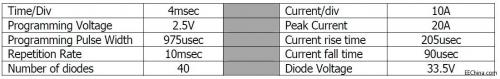 Time/Div 4msec Current/div 10A
Programming Voltage 2.5V Peak Current 20A
Programming Pulse Width 975usec Current rise time 205usec
Repetition Rate 10msec Current fall time 90usec
Number of diodes 40 Diode Voltage 33.5V
EEChina.com